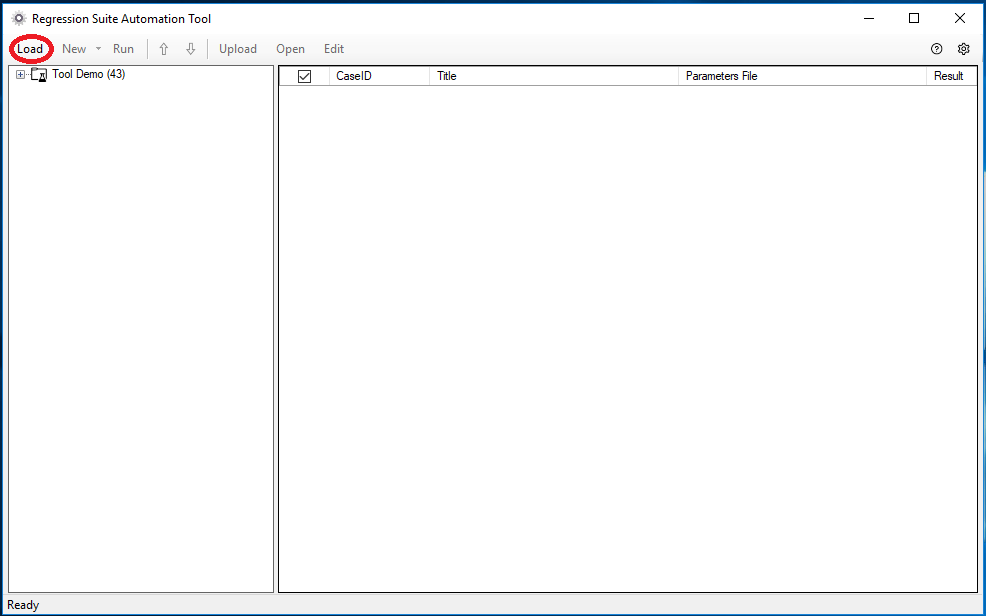 Regression Suite Automation Tool
Load New Run Upload Open Edit
Tool Demo (43)
CaseID Title Parameters File Result
Ready